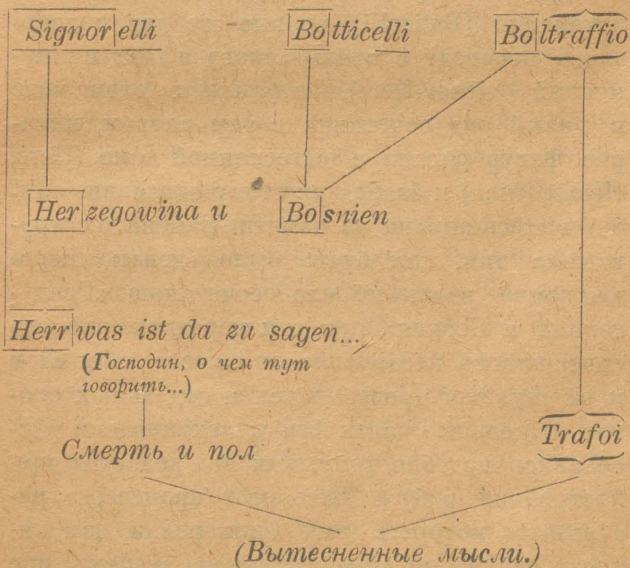 Signorelli Botticelli Boltraffio
Herzegowina u Bosnien
Herr was ist da zu sagen...
(Господин, о чем тут
говорить...)
Trafoi
Смерть и пол
(Вытесненные мысли.)